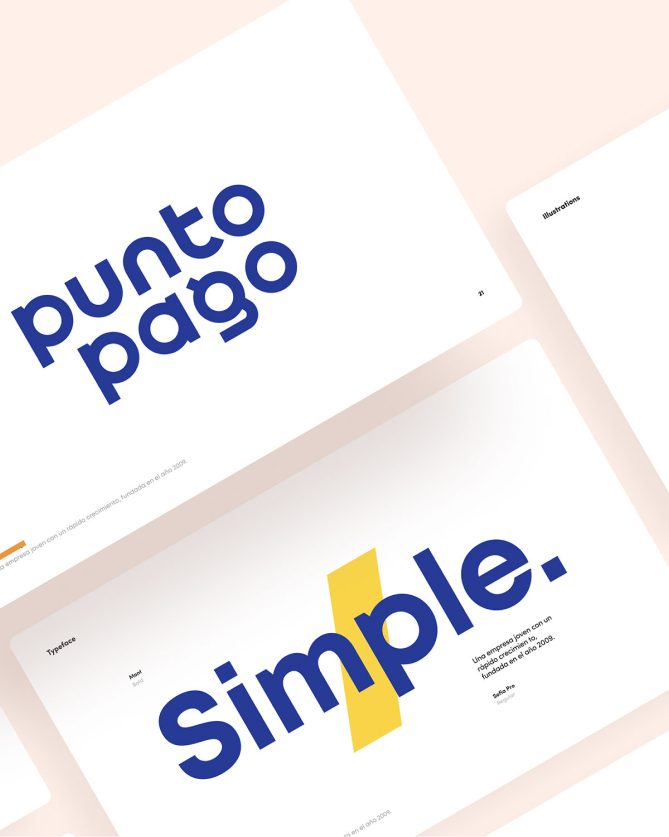 punto
pago
21
a empresa joven con un rápido crecimiento, fundada en el año 2009.
Illustrations
Typeface
Mont
Bold
Simple.
Una empresa joven con un
rápido crecimien to,
fundada en el año 2009.
Sofia Pro
Regular
to en el año 2009.